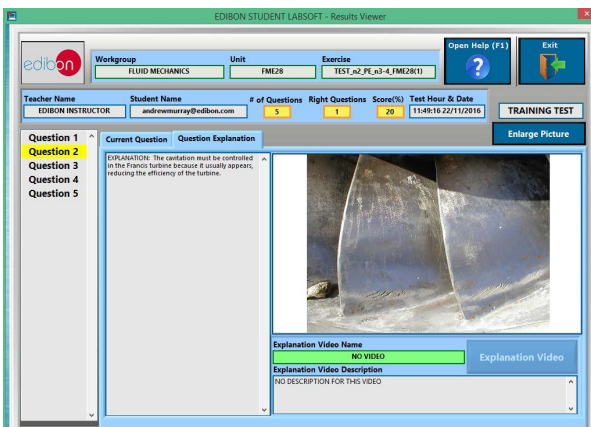 EDIBON STUDENT LABSOFT - Results Viewer
edibon
Workgroup
FLUID MECHANICS
Unit
FME28
Exercise
TEST_n2_PE_n3-4_FME28(1)
Open Help (F1)
?
Exit
Teacher Name
EDIBON INSTRUCTOR
Student Name
andrewmurray@edibon.com
# of Questions
5
Right Questions
1
Score(%)
20
Test Hour & Date
11:49:16 22/11/2016
TRAINING TEST
Enlarge Picture
Question 1
Question 2
Question 3
Question 4
Question 5
Current Question
Question Explanation
EXPLANATION: The cavitation must be controlled
in the Francis turbine because it usually appears,
reducing the efficiency of the turbine.
Explanation Video Name
NO VIDEO
Explanation Video
Explanation Video Description
NO DESCRIPTION FOR THIS VIDEO